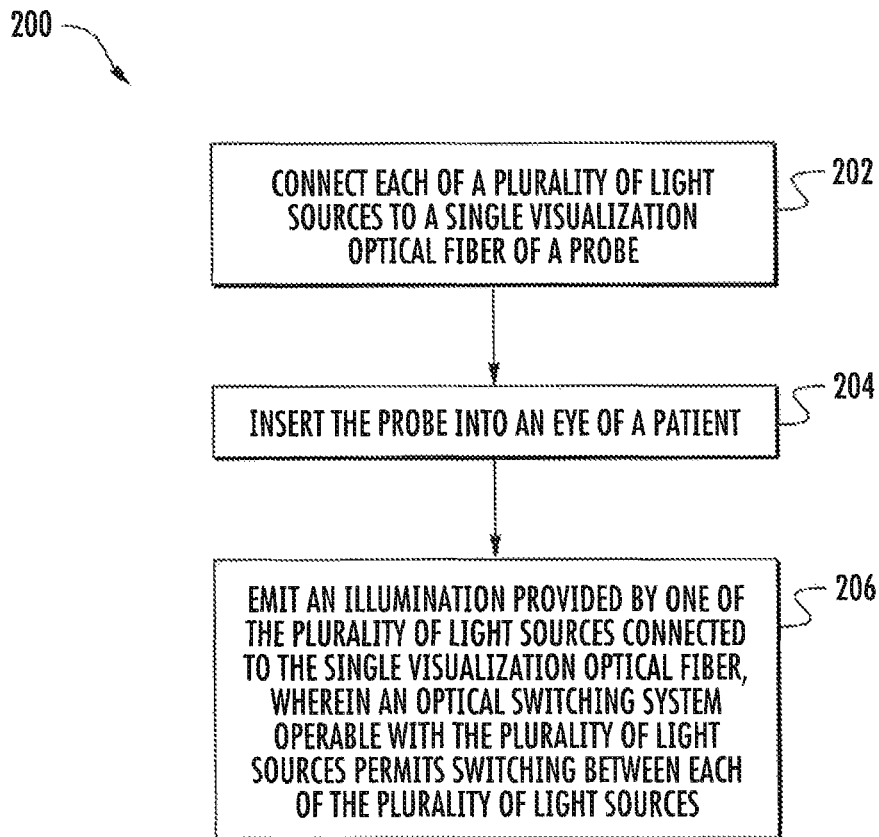 200
CONNECT EACH OF A PLURALITY OF LIGHT
SOURCES TO A SINGLE VISUALIZATION
OPTICAL FIBER OF A PROBE
202
INSERT THE PROBE INTO AN EYE OF A PATIENT
204
EMIT AN ILLUMINATION PROVIDED BY ONE OF
THE PLURALITY OF LIGHT SOURCES CONNECTED
TO THE SINGLE VISUALIZATION OPTICAL FIBER,
WHEREIN AN OPTICAL SWITCHING SYSTEM
OPERABLE WITH THE PLURALITY OF LIGHT
SOURCES PERMITS SWITCHING BETWEEN EACH
OF THE PLURALITY OF LIGHT SOURCES
206